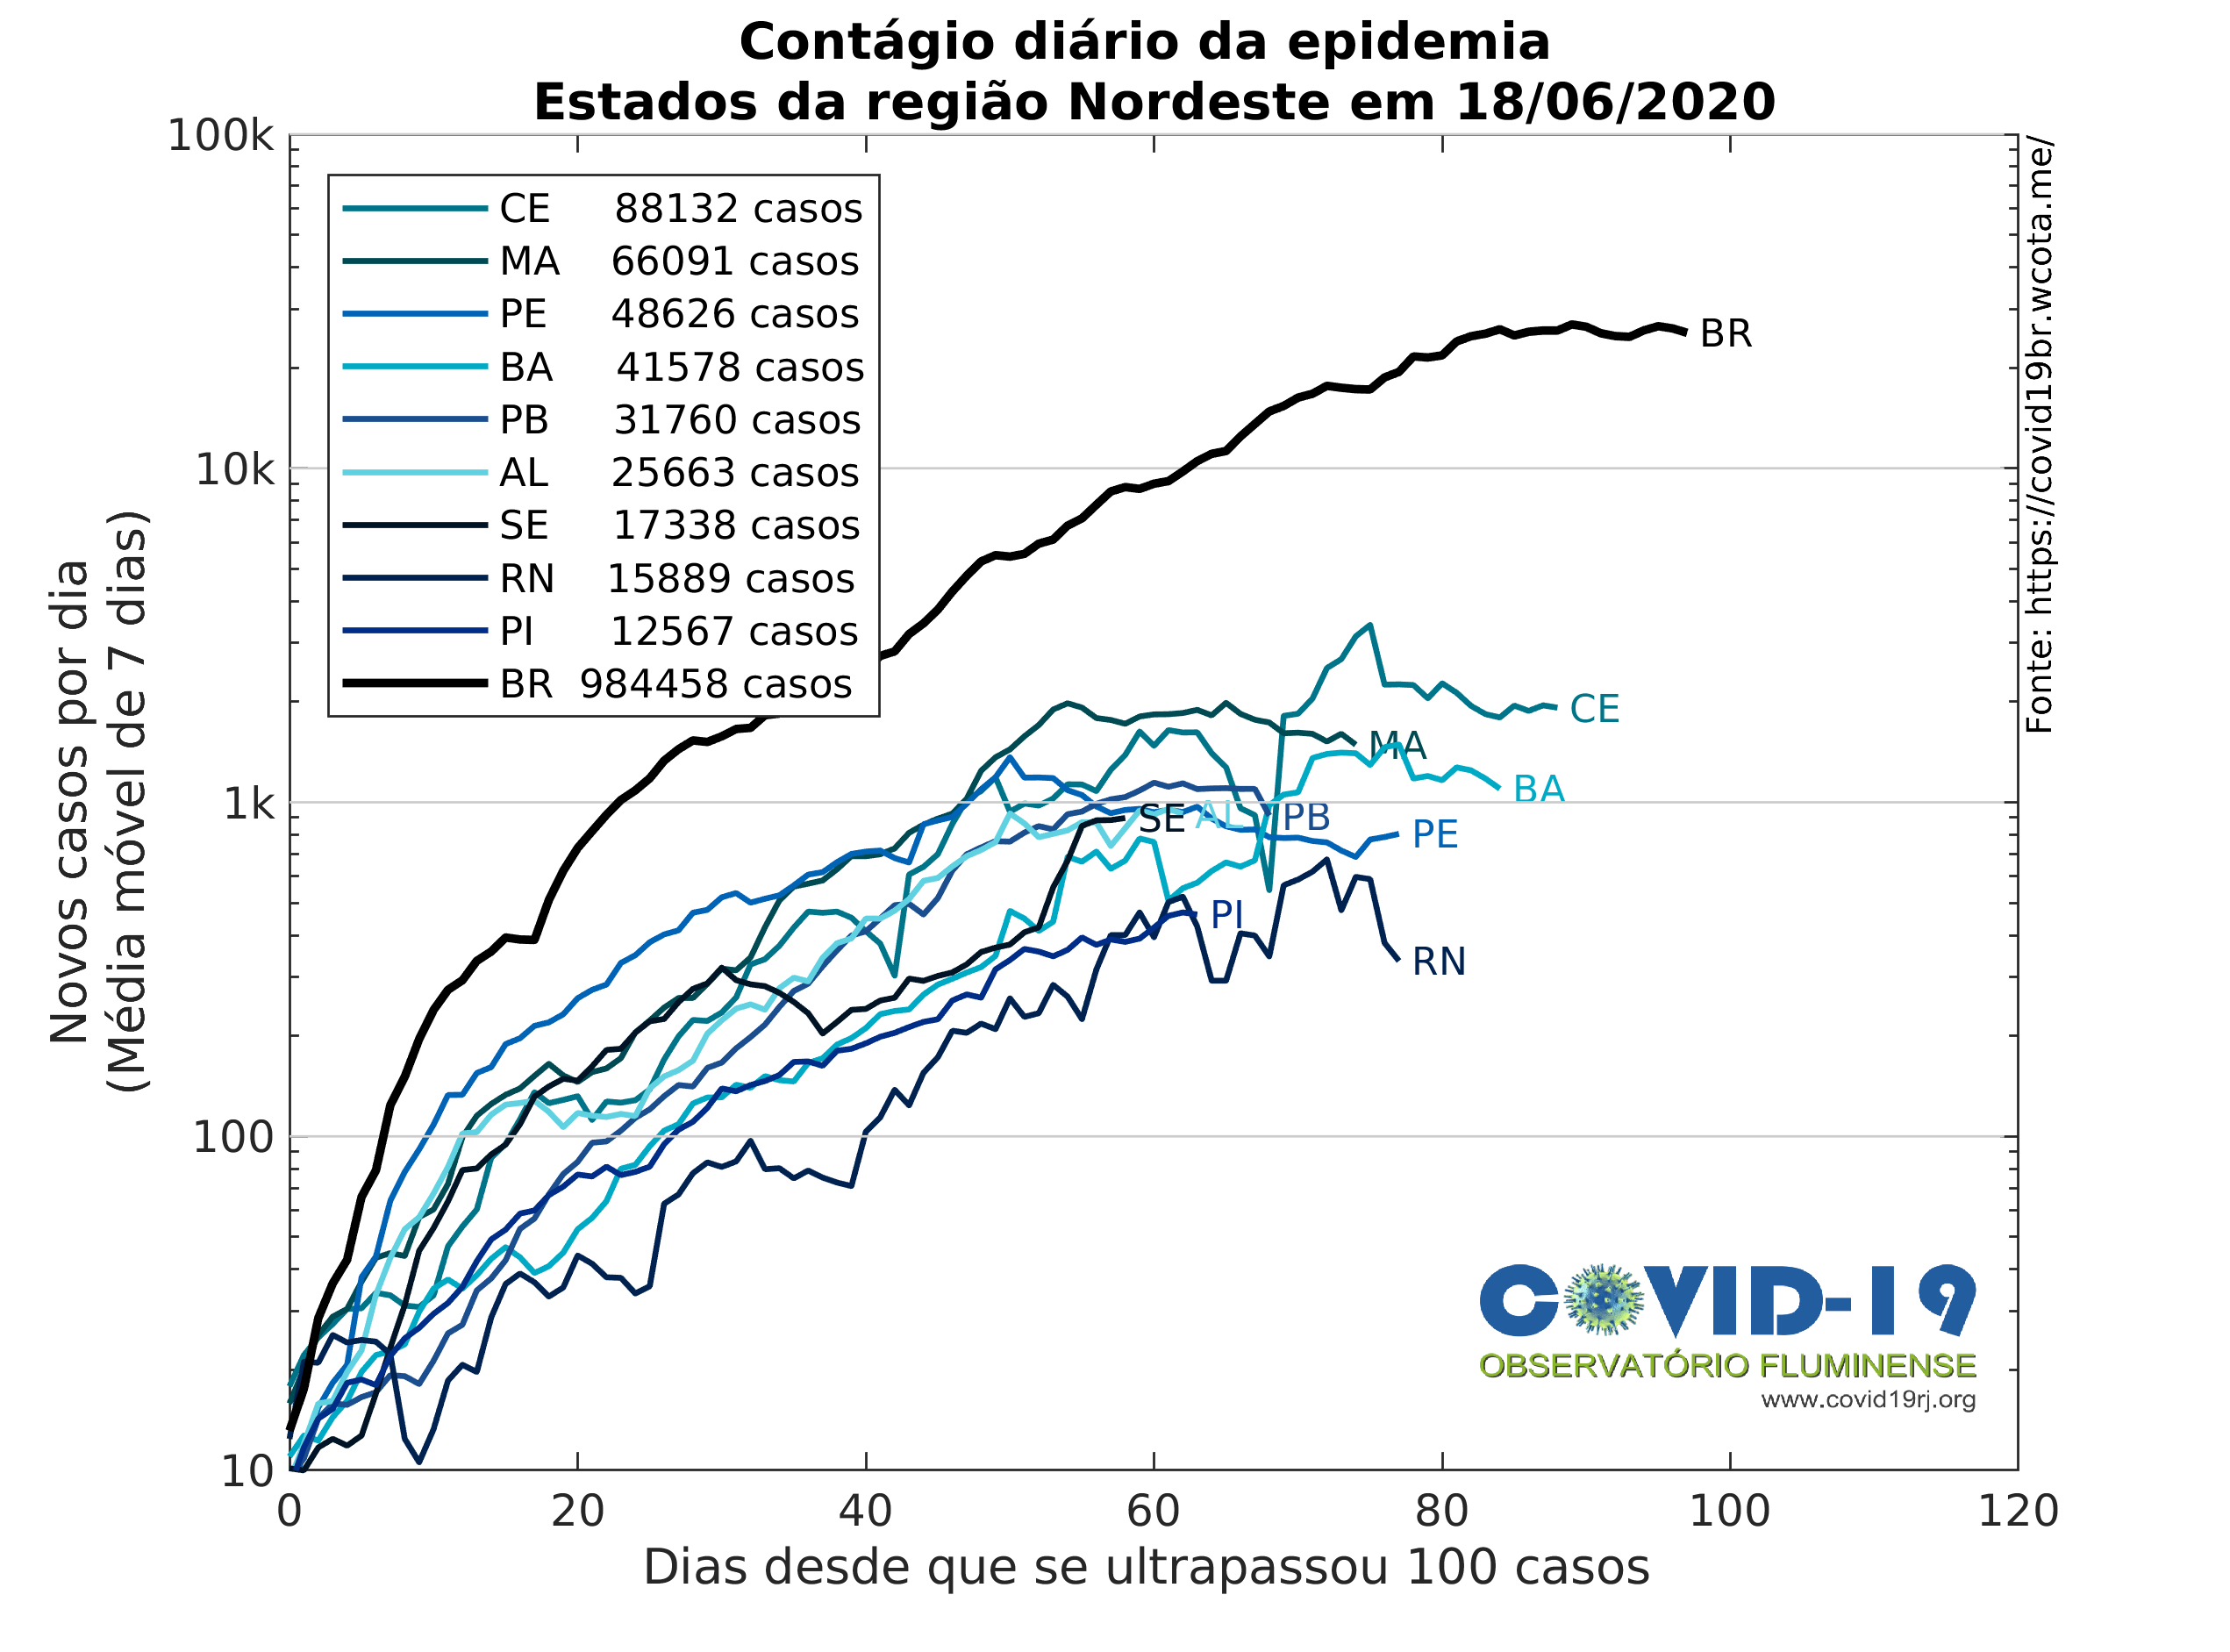 Contágio diário da epidemia
Estados da região Nordeste em 18/06/2020
100k
10k
1k
100
10
Novos casos por dia
(Média móvel de 7 dias)
CE 88132 casos
MA 66091 casos
PE 48626 casos
BA 41578 casos
PB 31760 casos
AL 25663 casos
SE 17338 casos
RN 15889 casos
PI 12567 casos
BR 984458 casos
BR
CE
MA
BA
SE
AL
PB
PE
PI
RN
Fonte: https://covid19br.wcota.me/
COVID-19
OBSERVATÓRIO FLUMINENSE
www.covid19rj.org
0 20 40 60 80 100 120
Dias desde que se ultrapassou 100 casos